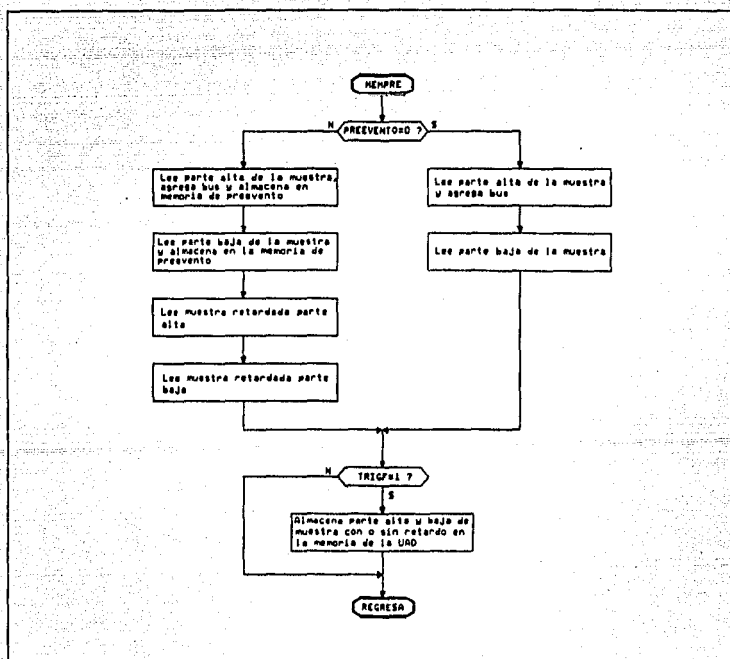 MEMPRE
PREEVENTO=0 ?
N
S
Lee parte alta de la muestra,
agrega bus y almacena en
memoria de preevento
Lee parte alta de la muestra
y agrega bus
Lee parte baja de la muestra
y almacena en la memoria de
preevento
Lee parte baja de la muestra
Lee muestra retardada parte
alta
Lee muestra retardada parte
baja
TRIGF=1 ?
N
S
Almacena parte alta y baja de
muestra con o sin retardo en
la memoria de la UAD
REGRESA